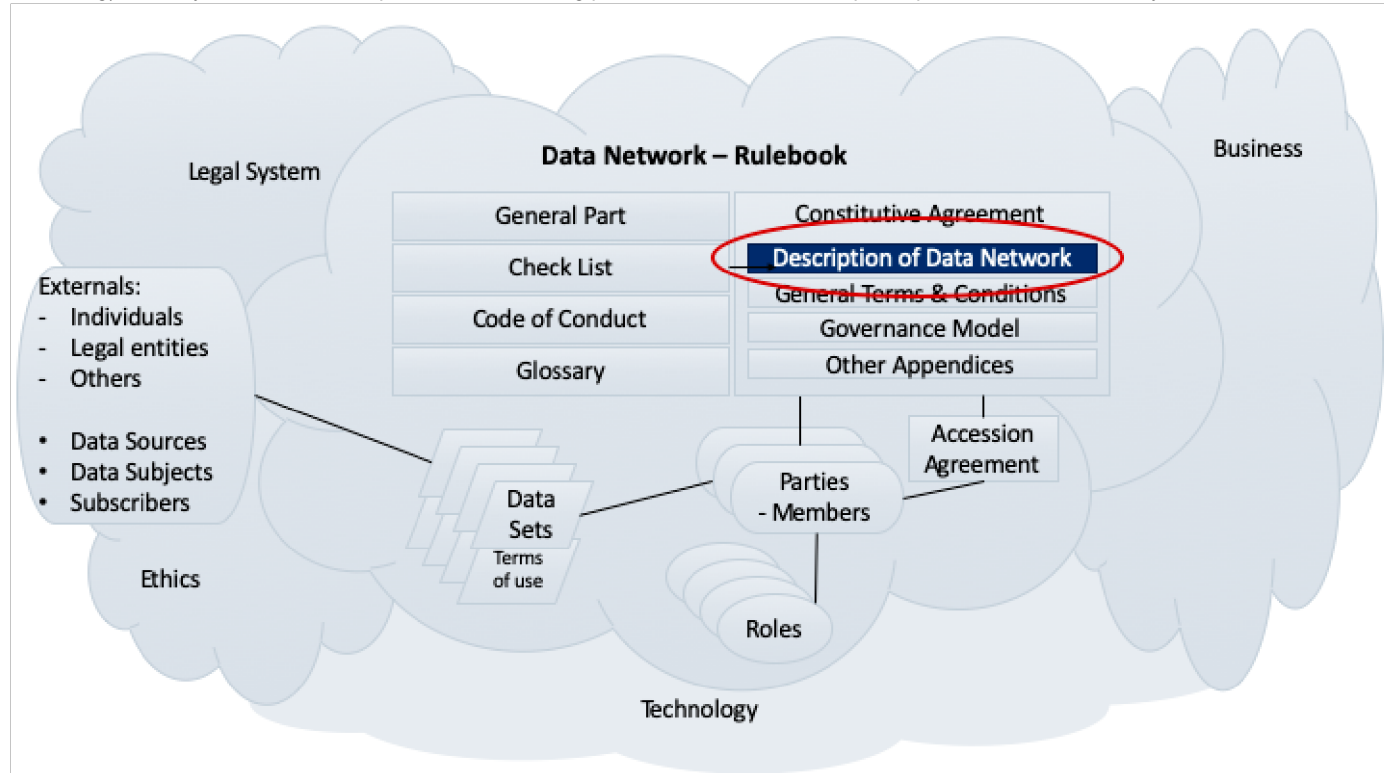 Data Network – Rulebook
Legal System
Business
General Part
Check List
Code of Conduct
Glossary
Constitutive Agreement
Description of Data Network
General Terms & Conditions
Governance Model
Other Appendices
Externals:
- Individuals
- Legal entities
- Others
• Data Sources
• Data Subjects
• Subscribers
Data
Sets
Terms
of use
Parties
- Members
Accession
Agreement
Roles
Ethics
Technology